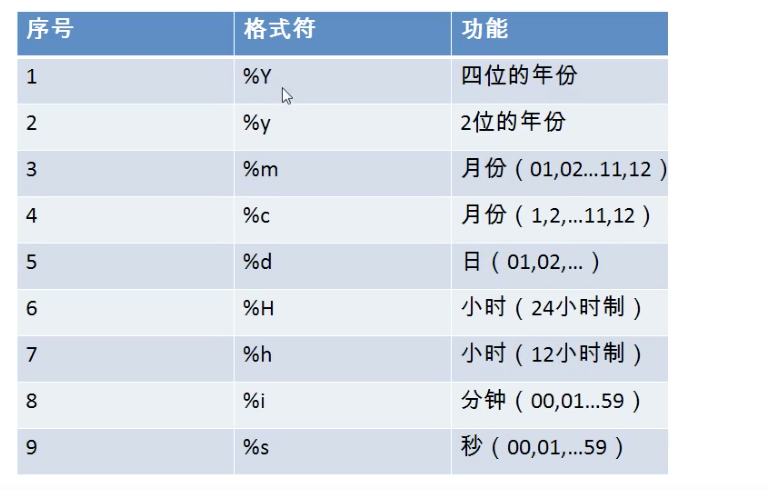 序号 格式符 功能
1 %Y 四位的年份
2 %y 2位的年份
3 %m 月份（01,02...11,12）
4 %c 月份（1,2,...11,12）
5 %d 日（01,02,...）
6 %H 小时（24小时制）
7 %h 小时（12小时制）
8 %i 分钟（00,01...59）
9 %s 秒（00,01,...59）